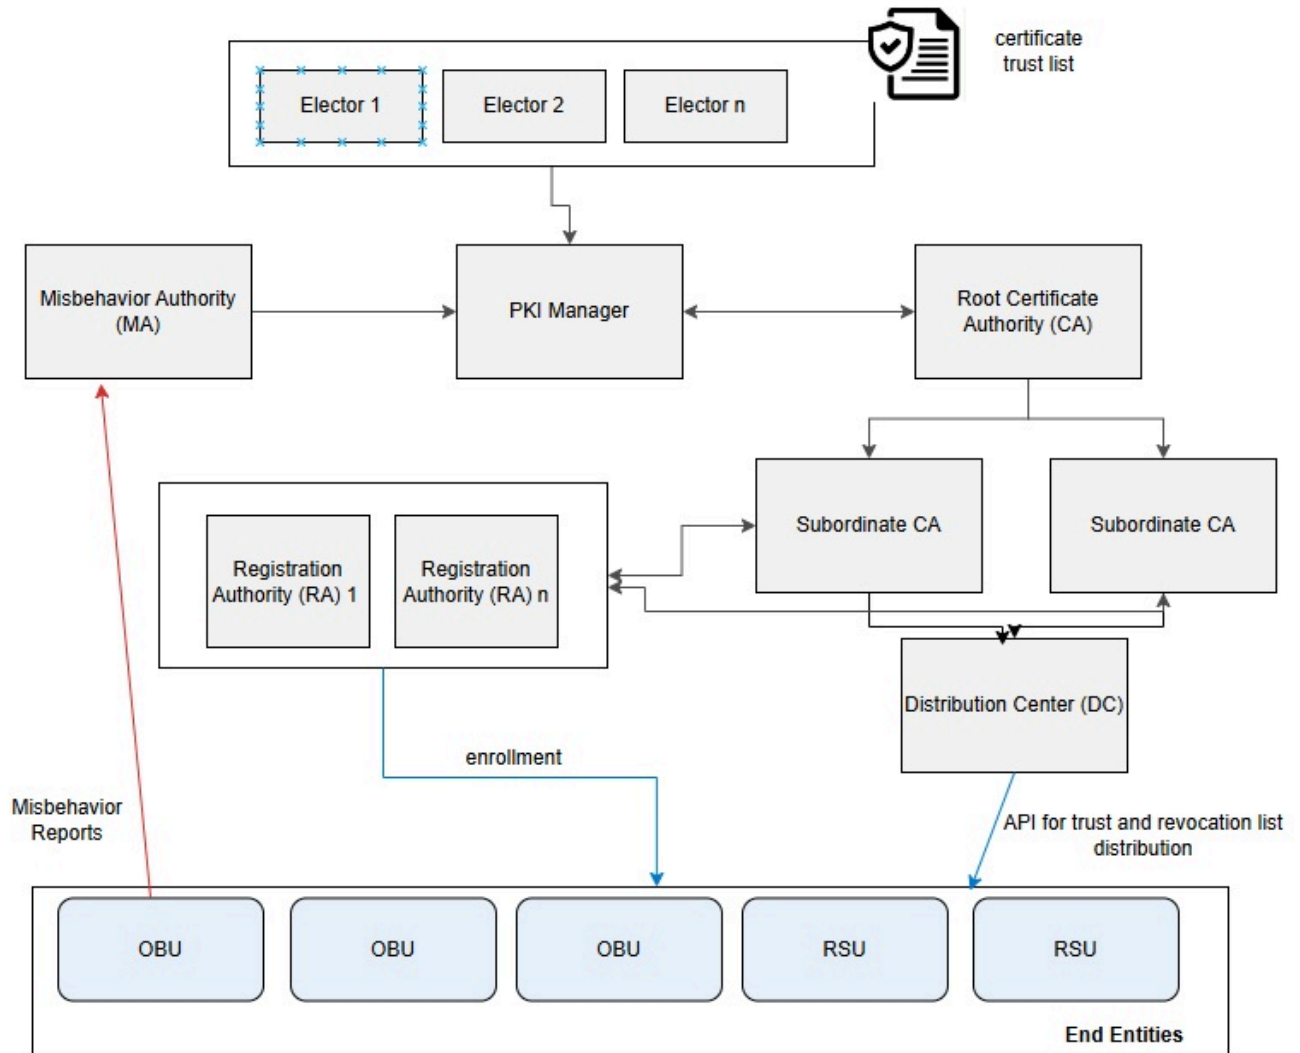 certificate
trust list
Elector 1
Elector 2
Elector n
Misbehavior Authority
(MA)
PKI Manager
Root Certificate
Authority (CA)
Subordinate CA
Subordinate CA
Registration
Authority (RA) 1
Registration
Authority (RA) n
Distribution Center (DC)
enrollment
Misbehavior
Reports
API for trust and revocation list
distribution
OBU
OBU
OBU
RSU
RSU
End Entities